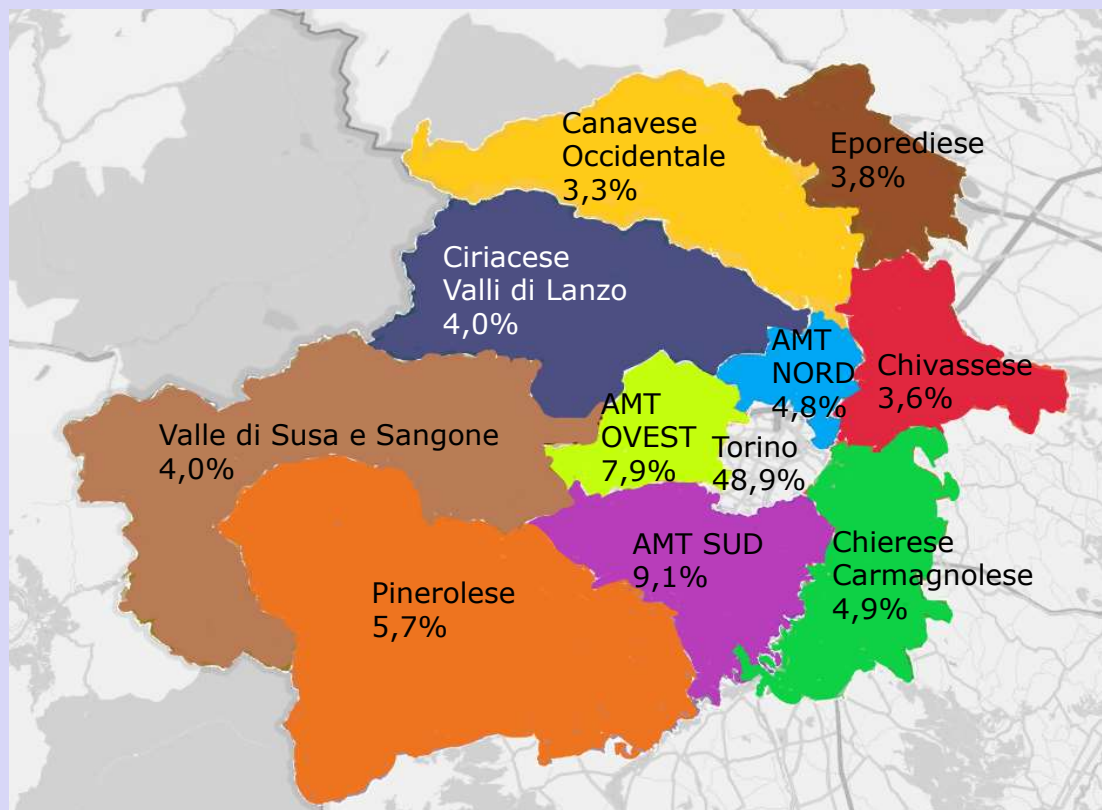 Canavese
Occidentale
3,3%
Eporediese
3,8%
Ciriacese
Valli di Lanzo
4,0%
AMT
NORD
4,8%
Chivassese
3,6%
Valle di Susa e Sangone
4,0%
AMT
OVEST
7,9%
Torino
48,9%
AMT SUD
9,1%
Chierese
Carmagnolese
4,9%
Pinerolese
5,7%